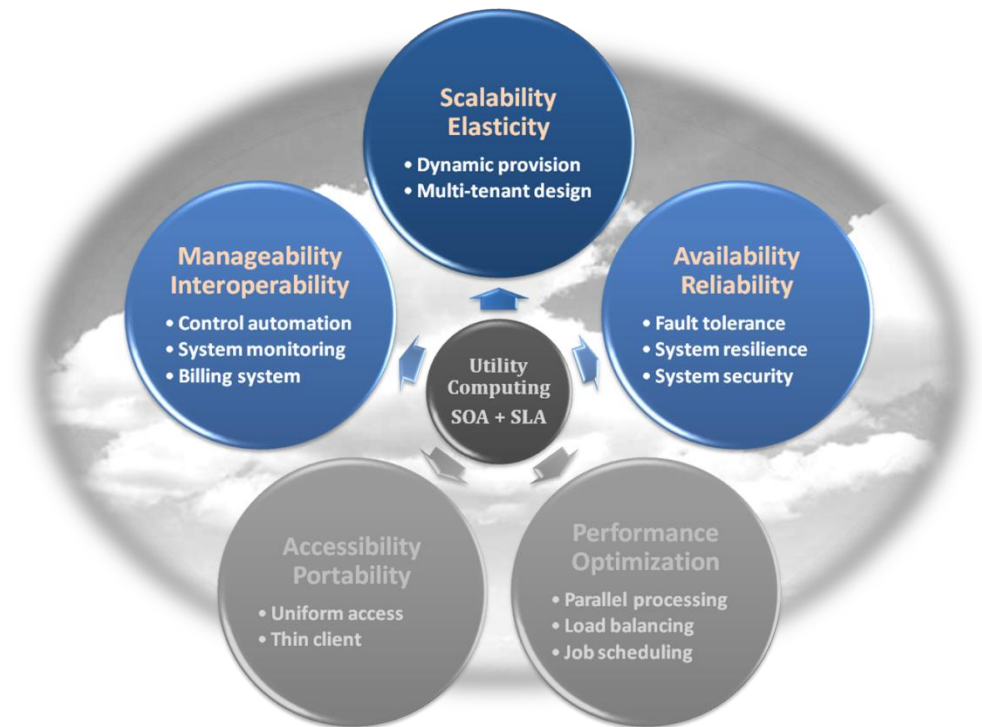 Scalability
Elasticity
• Dynamic provision
• Multi-tenant design
Manageability
Interoperability
• Control automation
• System monitoring
• Billing system
Availability
Reliability
• Fault tolerance
• System resilience
• System security
Utility
Computing
SOA + SLA
Accessibility
Portability
• Uniform access
• Thin client
Performance
Optimization
• Parallel processing
• Load balancing
• Job scheduling